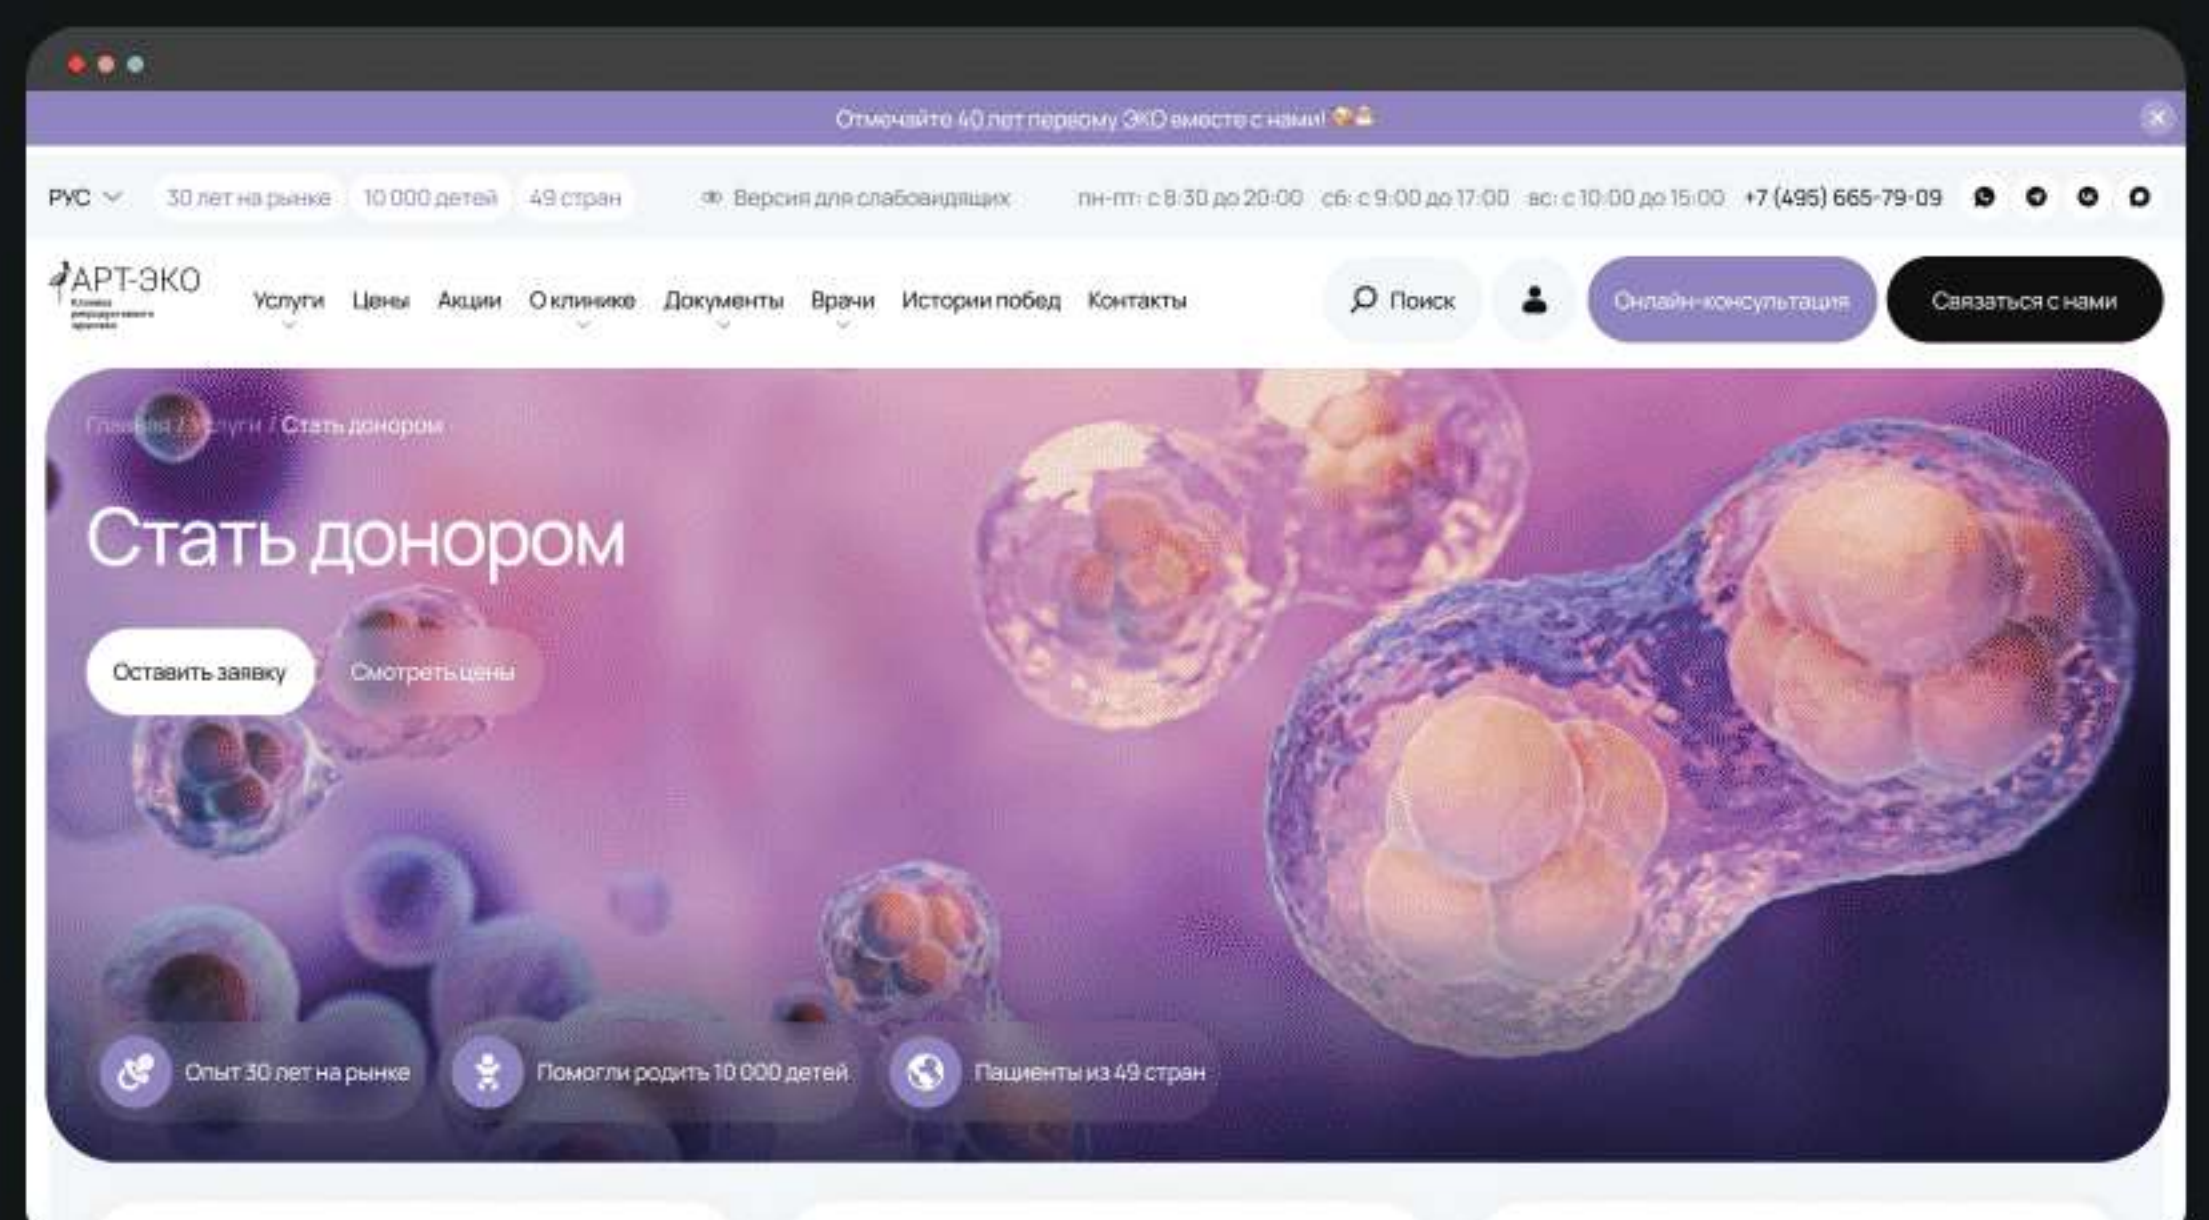 Отмечайте 40 лет первому ЭКО вместе с нами!
РУС 30 лет на рынке 10 000 детей 49 стран Версия для слабовидящих пн-пт: с 8:30 до 20:00 сб: с 9:00 до 17:00 вс: с 10:00 до 15:00 +7 (495) 665-79-09
АРТ-ЭКО
Услуги Цены Акции О клинике Документы Врачи Истории побед Контакты Поиск Онлайн-консультация Связаться с нами
Главная / Услуги / Стать донором
Стать донором
Оставить заявку Смотреть цены
Опыт 30 лет на рынке Помогли родить 10 000 детей Пациенты из 49 стран